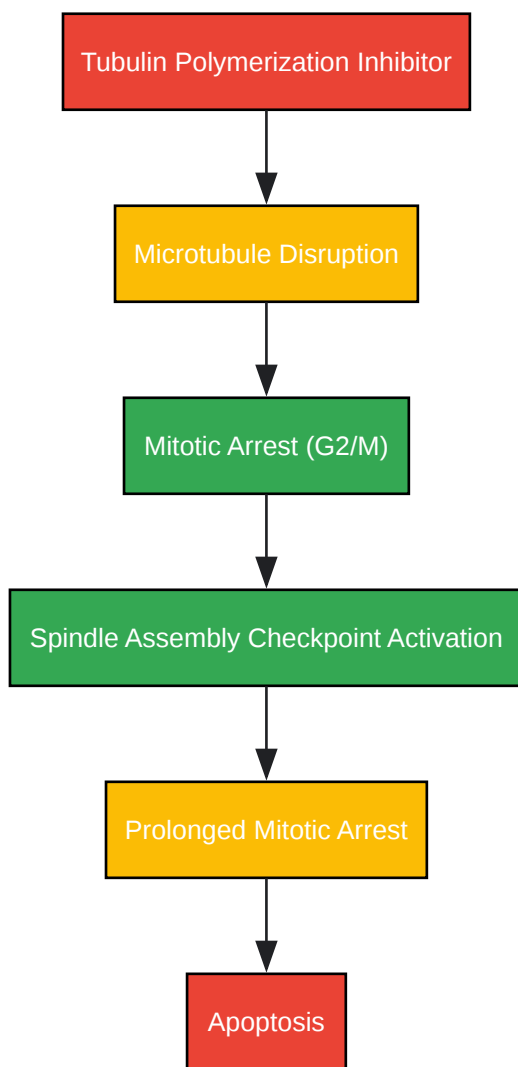 Tubulin Polymerization Inhibitor
Microtubule Disruption
Mitotic Arrest (G2/M)
Spindle Assembly Checkpoint Activation
Prolonged Mitotic Arrest
Apoptosis